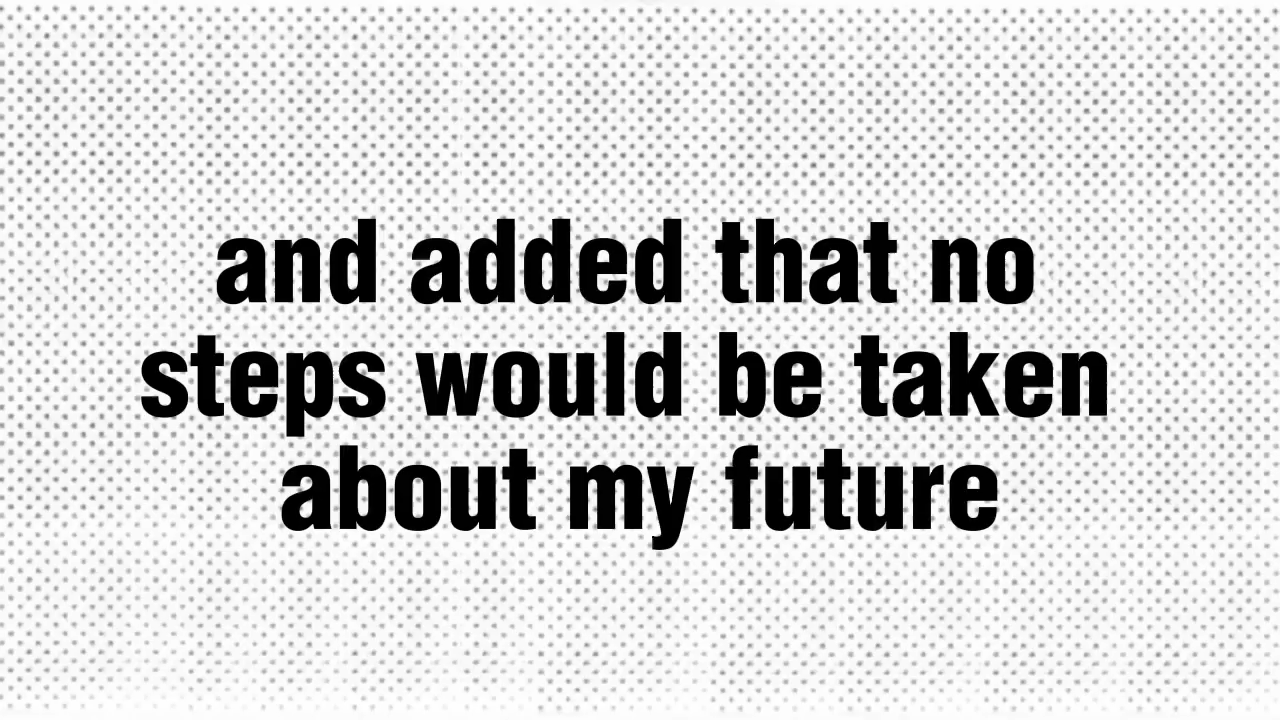 and added that no
steps would be taken
about my future